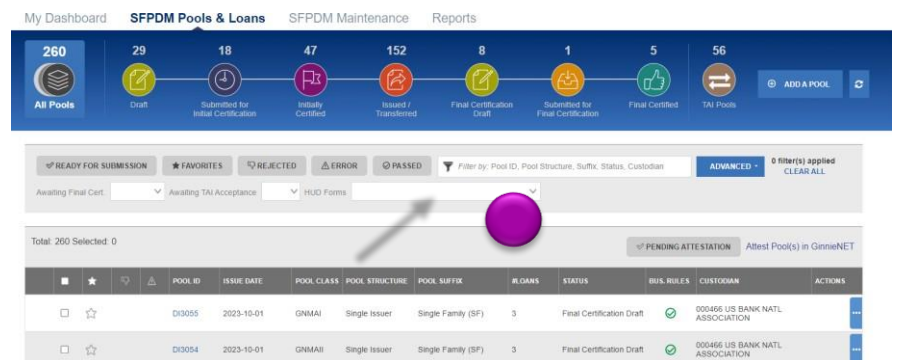 My Dashboard SFPDM Pools & Loans SFPDM Maintenance Reports
260 29 18 47 152 8 1 5 56
All Pools Draft Submitted for Initial Certification Initially Certified Issued / Transferred Final Certification Draft Submitted for Final Certification Final Certified TAI Pools ADD A POOL
READY FOR SUBMISSION FAVORITES REJECTED ERROR PASSED Filter by: Pool ID, Pool Structure, Suffix, Status, Custodian ADVANCED 0 filter(s) applied
CLEAR ALL
Awaiting Final Cert. Awaiting TAI Acceptance HUD Forms
Total: 260 Selected: 0 PENDING ATTESTATION Attest Pool(s) in GinnieNET
POOL ID ISSUE DATE POOL CLASS POOL STRUCTURE POOL SUFFIX #LOANS STATUS BUS. RULES CUSTODIAN ACTIONS
DI3055 2023-10-01 GNMAI Single Issuer Single Family (SF) 3 Final Certification Draft 000466 US BANK NATL ASSOCIATION
DI3054 2023-10-01 GNMAII Single Issuer Single Family (SF) 3 Final Certification Draft 000466 US BANK NATL ASSOCIATION